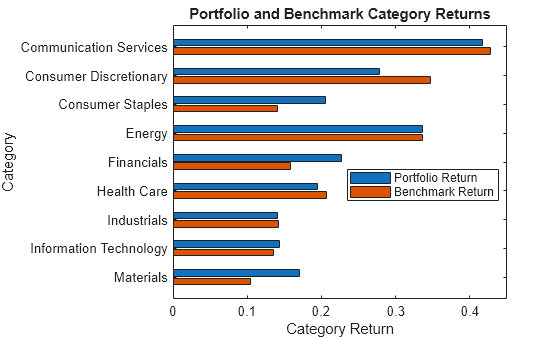 Portfolio and Benchmark Category Returns
Category
Communication Services
Consumer Discretionary
Consumer Staples
Energy
Financials
Health Care
Industrials
Information Technology
Materials
Portfolio Return
Benchmark Return
0 0.1 0.2 0.3 0.4
Category Return